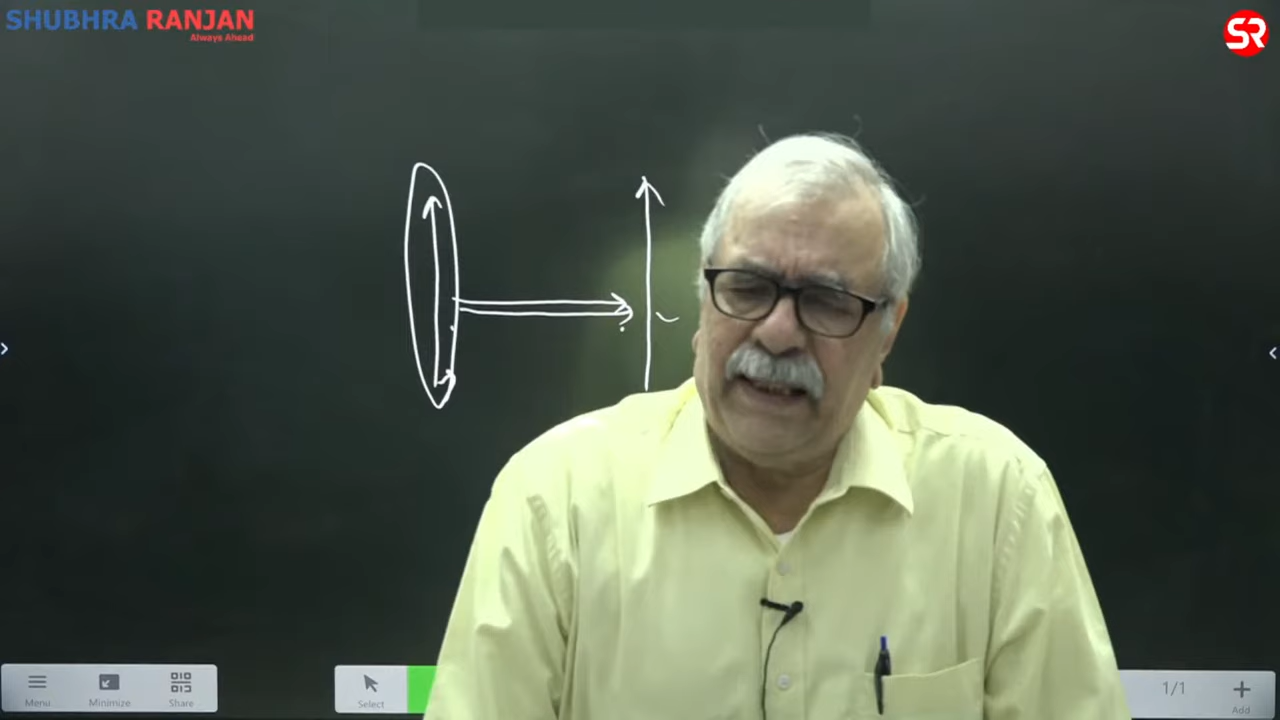 SHUBHRA RANJAN
Always Ahead
SR
?
Menu
Minimize
Share
Select
1/1
Add